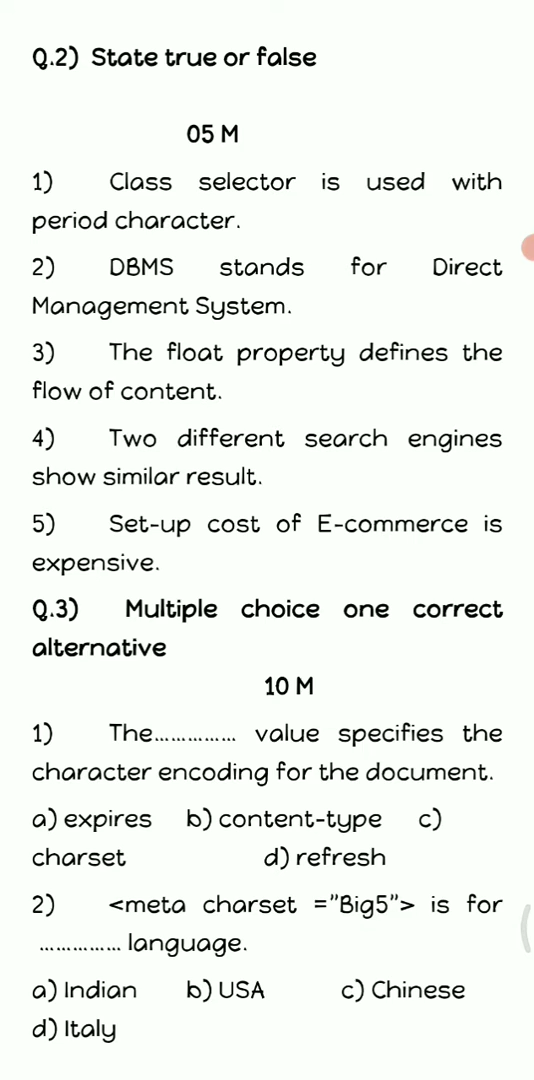 Q.2) State true or false
05 M
1) Class selector is used with
period character.
2) DBMS stands for Direct
Management System.
3) The float property defines the
flow of content.
4) Two different search engines
show similar result.
5) Set-up cost of E-commerce is
expensive.
Q.3) Multiple choice one correct
alternative
10 M
1) The............... value specifies the
character encoding for the document.
a) expires b) content-type c)
charset d) refresh
2) <meta charset ="Big5"> is for
............... language.
a) Indian b) USA c) Chinese
d) Italy